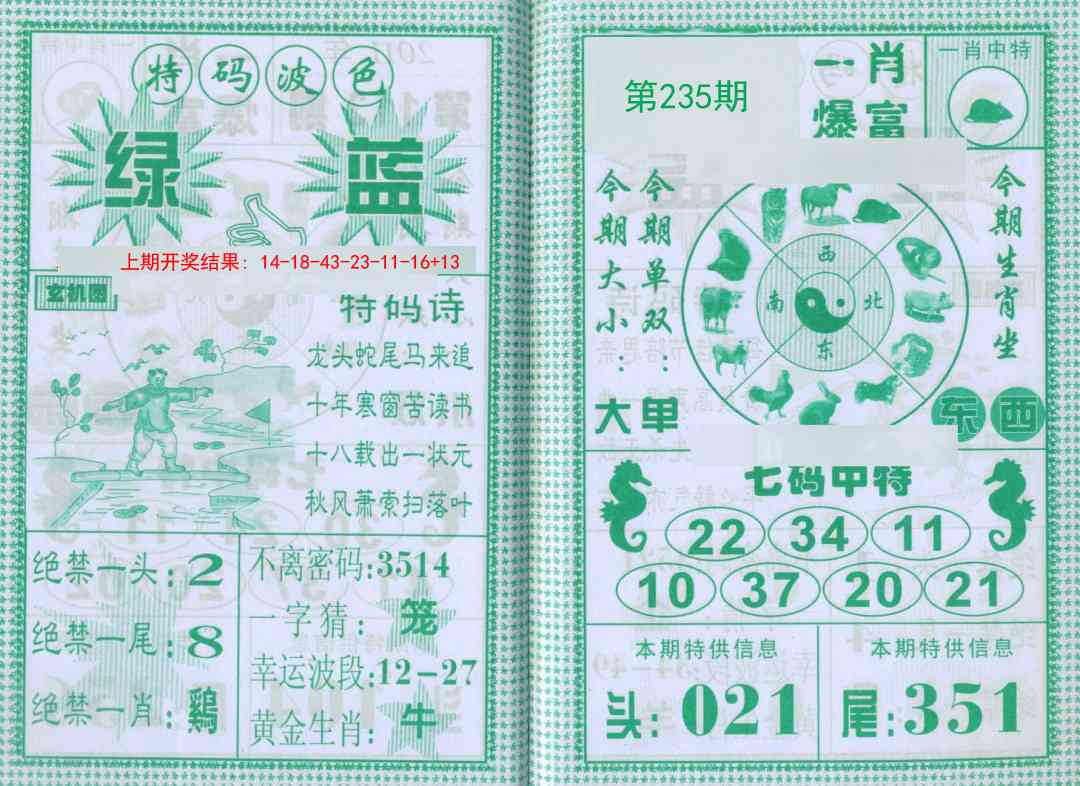 特码波色
绿 蓝
上期开奖结果: 14-18-43-23-11-16+13
玄机图
特码诗
龙头蛇尾马来追
十年寒窗苦读书
十八载出一状元
秋风萧索扫落叶
绝禁一头:2
绝禁一尾:8
绝禁一肖:鷄
不离密码:3514
一字猜:笼
幸运波段:12-27
黄金生肖:牛
第235期
一肖
爆富
一肖中特
今期大小:大
今期单双:单
西
南 北
东
今期生肖坐
东西
七码中特
22 34 11
10 37 20 21
本期特供信息
头:021
本期特供信息
尾:351